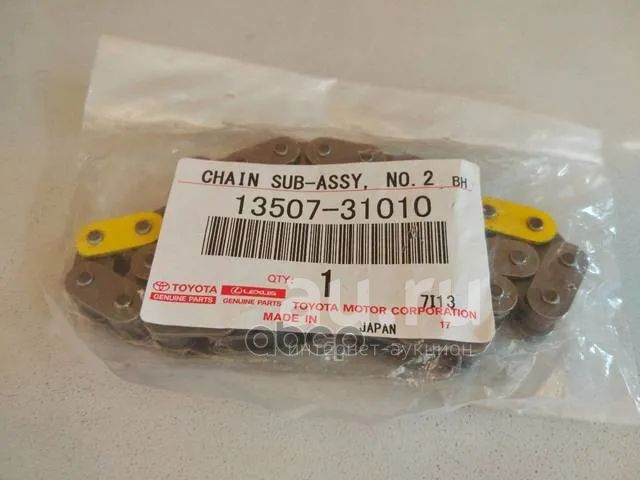 CHAIN SUB-ASSY, NO.2 BH
13507-31010
QTY: 1
TOYOTA LEXUS
GENUINE PARTS GENUINE PARTS
TOYOTA MOTOR CORPORATION
7I13
MADE IN JAPAN 17
au.ru
интернет-аукцион